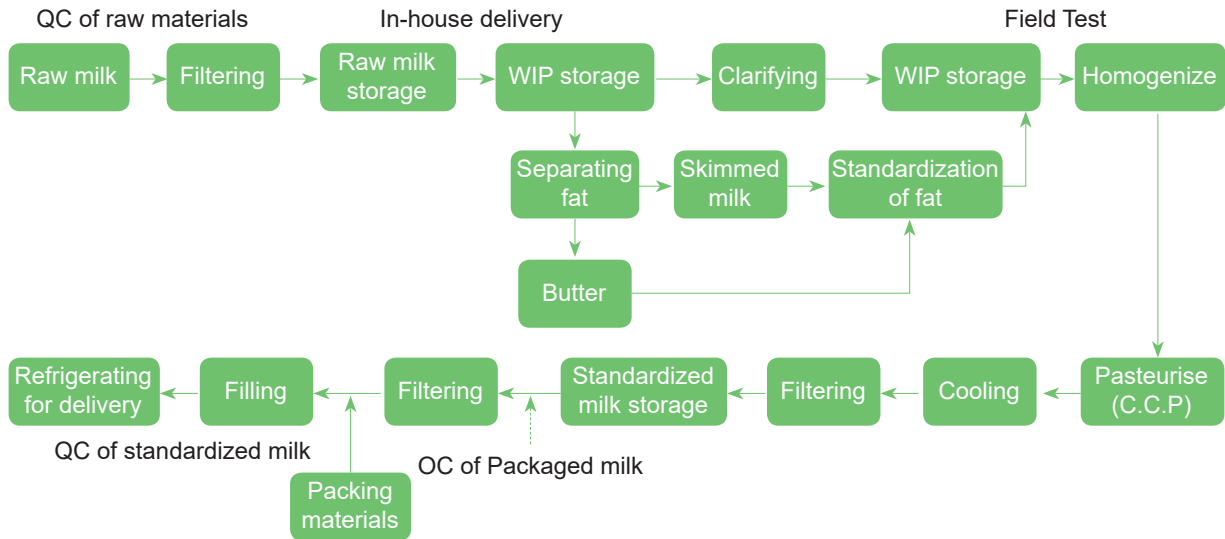 QC of raw materials
In-house delivery
Field Test
Raw milk
Filtering
Raw milk
storage
WIP storage
Clarifying
WIP storage
Homogenize
Separating
fat
Skimmed
milk
Standardization
of fat
Butter
Refrigerating
for delivery
Filling
Filtering
Standardized
milk storage
Filtering
Cooling
Pasteurise
(C.C.P)
QC of standardized milk
OC of Packaged milk
Packing
materials